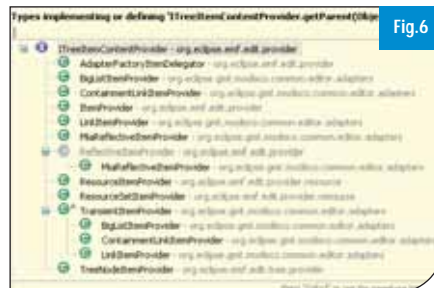 Types implementing or defining 'ITreeItemContentProvider.getParent(Obje
Fig.6
ITreeItemContentProvider - org.eclipse.emf.edit.provider
AdapterFactoryItemDelegator - org.eclipse.emf.edit.provider
BigListItemProvider - org.eclipse.gmt.modisco.common.editor.adapters
ContainmentLinkItemProvider - org.eclipse.gmt.modisco.common.editor.adapters
ItemProvider - org.eclipse.emf.edit.provider
LinkItemProvider - org.eclipse.gmt.modisco.common.editor.adapters
MiaReflectiveItemProvider - org.eclipse.gmt.modisco.common.editor.adapters
ReflectiveItemProvider - org.eclipse.emf.edit.provider
MiaReflectiveItemProvider - org.eclipse.gmt.modisco.common.editor.adapters
ResourceItemProvider - org.eclipse.emf.edit.provider.resource
ResourceSetItemProvider - org.eclipse.emf.edit.provider.resource
TransientItemProvider - org.eclipse.gmt.modisco.common.editor.adapters
BigListItemProvider - org.eclipse.gmt.modisco.common.editor.adapters
ContainmentLinkItemProvider - org.eclipse.gmt.modisco.common.editor.adapters
LinkItemProvider - org.eclipse.gmt.modisco.common.editor.adapters
TreeNodeItemProvider - org.eclipse.emf.edit.tree.provider